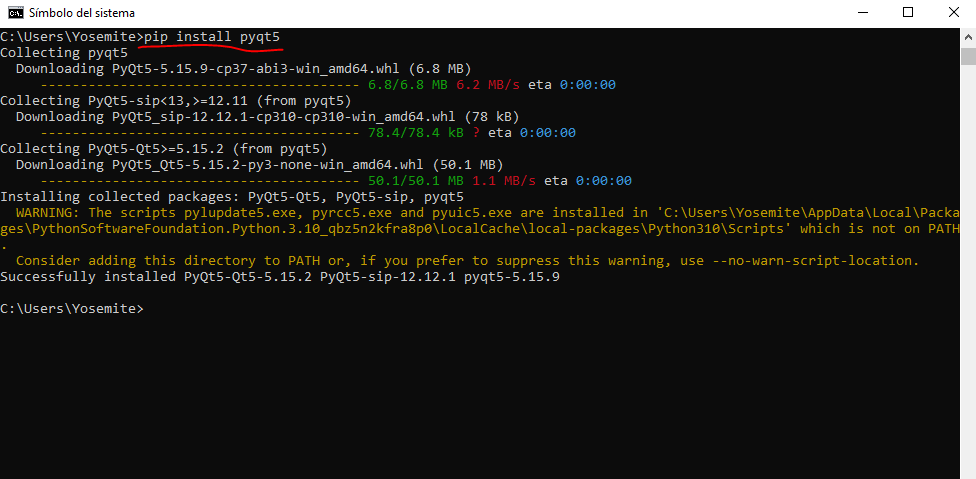 Símbolo del sistema
C:\Users\Yosemite>pip install pyqt5
Collecting pyqt5
  Downloading PyQt5-5.15.9-cp37-abi3-win_amd64.whl (6.8 MB)
     ---------------------------------------- 6.8/6.8 MB 6.2 MB/s eta 0:00:00
Collecting PyQt5-sip<13,>=12.11 (from pyqt5)
  Downloading PyQt5_sip-12.12.1-cp310-cp310-win_amd64.whl (78 kB)
     ---------------------------------------- 78.4/78.4 kB ? eta 0:00:00
Collecting PyQt5-Qt5>=5.15.2 (from pyqt5)
  Downloading PyQt5_Qt5-5.15.2-py3-none-win_amd64.whl (50.1 MB)
     ---------------------------------------- 50.1/50.1 MB 1.1 MB/s eta 0:00:00
Installing collected packages: PyQt5-Qt5, PyQt5-sip, pyqt5
  WARNING: The scripts pylupdate5.exe, pyrcc5.exe and pyuic5.exe are installed in 'C:\Users\Yosemite\AppData\Local\Packa
ges\PythonSoftwareFoundation.Python.3.10_qbz5n2kfra8p0\LocalCache\local-packages\Python310\Scripts' which is not on PATH
.
  Consider adding this directory to PATH or, if you prefer to suppress this warning, use --no-warn-script-location.
Successfully installed PyQt5-Qt5-5.15.2 PyQt5-sip-12.12.1 pyqt5-5.15.9
C:\Users\Yosemite>